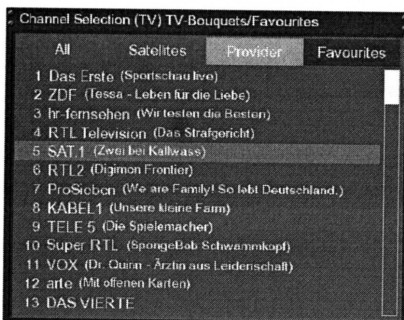 Channel Selection (TV) TV-Bouquets/Favourites
All Satellites Provider Favourites
1 Das Erste (Sportschau live)
2 ZDF (Tessa - Leben für die Liebe)
3 hr-fernsehen (Wir testen die Besten)
4 RTL Television (Das Strafgericht)
5 SAT.1 (Zwei bei Kallwass)
6 RTL2 (Digimon Frontier)
7 ProSieben (We are Family! So lebt Deutschland.)
8 KABEL1 (Unsere kleine Farm)
9 TELE 5 (Die Spielemacher)
10 Super RTL (SpongeBob Schwammkopf)
11 VOX (Dr. Quinn - Ärztin aus Leidenschaft)
12 arte (Mit offenen Karten)
13 DAS VIERTE